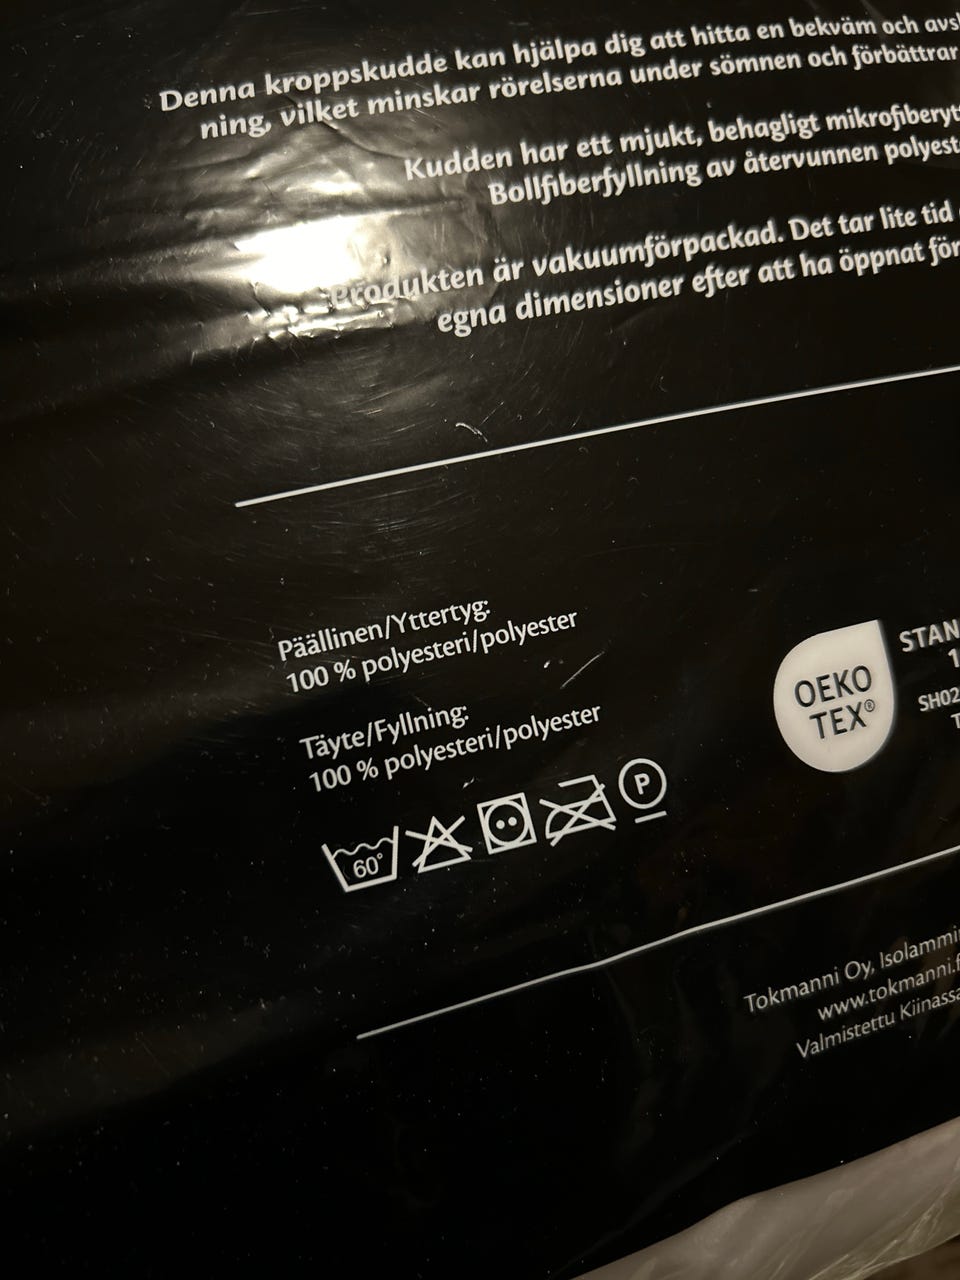 Denna kroppskudde kan hjälpa dig att hitta en bekväm och
ning, vilket minskar rörelserna under sömnen och förbättrar
Kudden har ett mjukt, behagligt
Bollfiberfyllning av återvunnen
Produkten är vakuumförpackad. Det tar lite tid
egna dimensioner efter att ha öppnat
Päällinen/Yttertyg:
100 % polyesteri/polyester
Täyte/Fyllning:
100 % polyesteri/polyester
60°
P
OEKO
TEX®
Tokmanni Oy,
Valmistettu